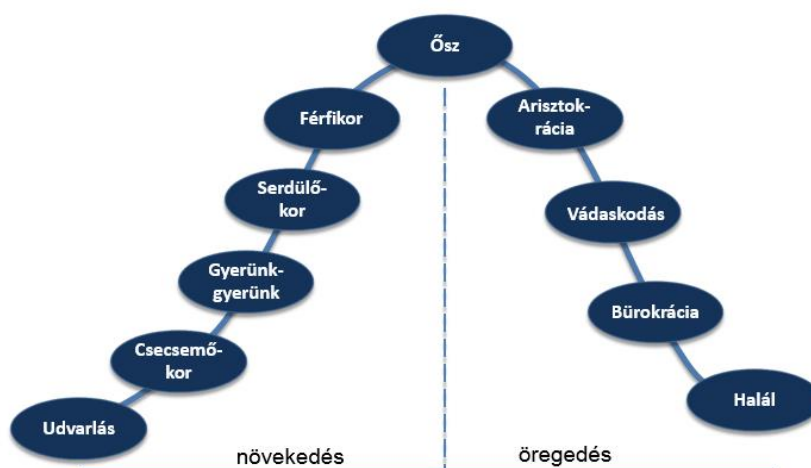 Ősz
Férfikor
Arisztok-
rácia
Serdülő-
kor
Vádaskodás
Gyerünk-
gyerünk
Bürokrácia
Csecsemő-
kor
Halál
Udvarlás
növekedés
öregedés